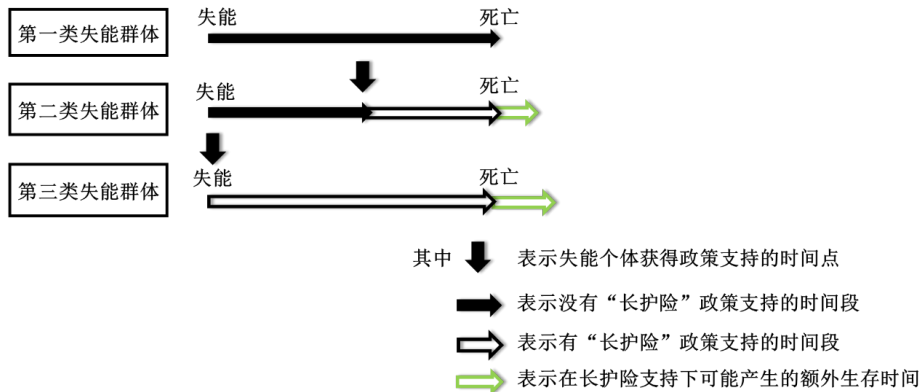 第一类失能群体
失能
死亡
第二类失能群体
失能
死亡
第三类失能群体
失能
死亡
其中
表示失能个体获得政策支持的时间点
表示没有“长护险”政策支持的时间段
表示有“长护险”政策支持的时间段
表示在长护险支持下可能产生的额外生存时间